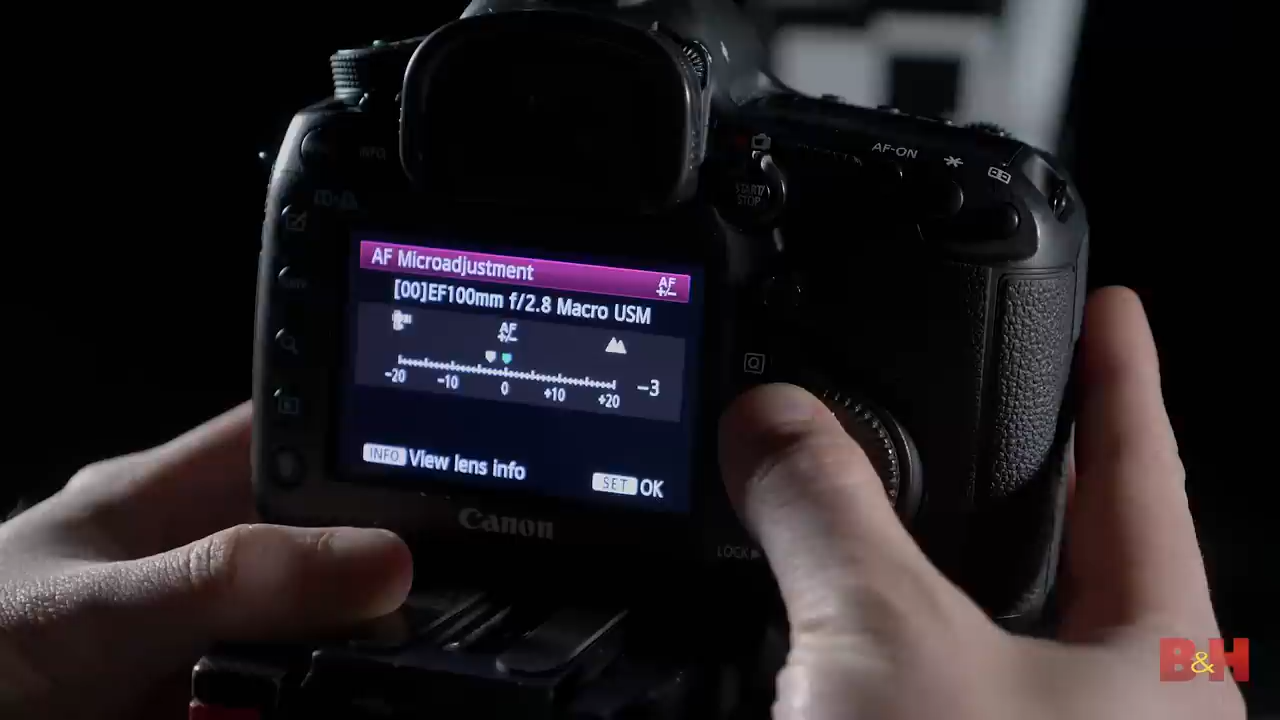 INFO
AF-ON
START/
STOP
AF Microadjustment
AF
+/-
[00]EF100mm f/2.8 Macro USM
AF
+/-
-20 -10 0 +10 +20
-3
Q
INFO View lens info
SET OK
Canon
LOCK▶
B&H